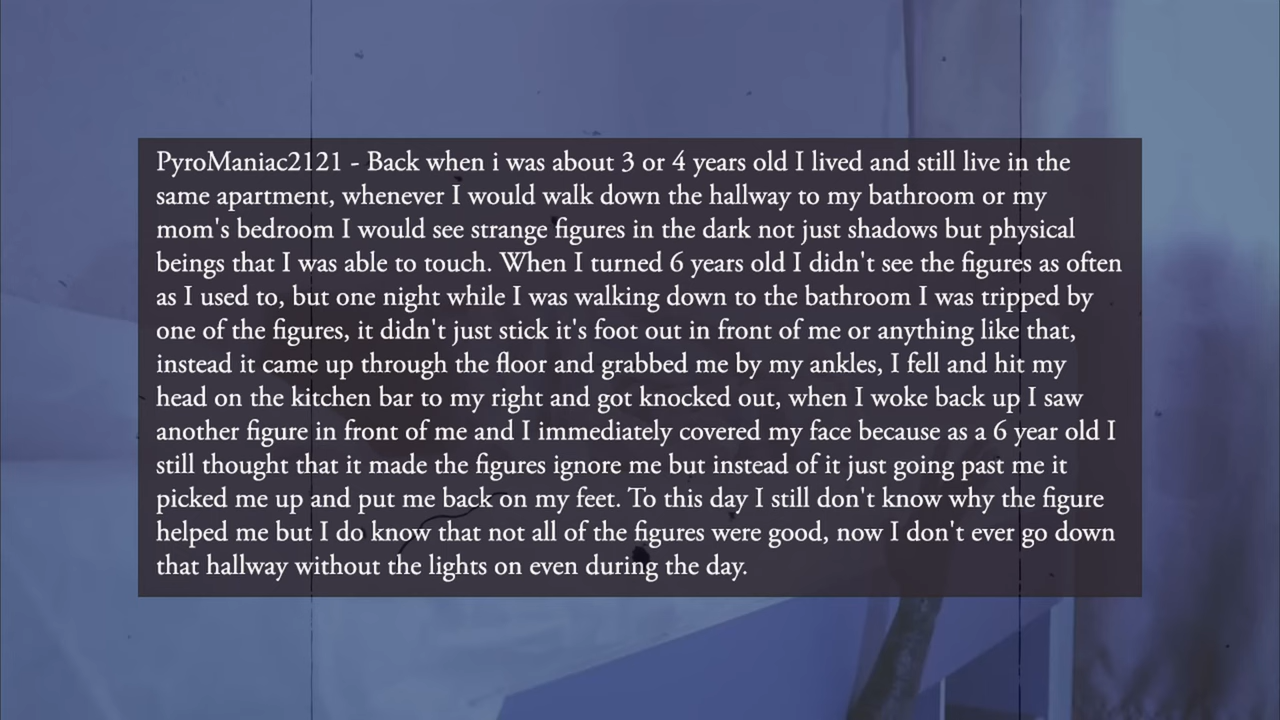 PyroManiac2121 - Back when i was about 3 or 4 years old I lived and still live in the
same apartment, whenever I would walk down the hallway to my bathroom or my
mom's bedroom I would see strange figures in the dark not just shadows but physical
beings that I was able to touch. When I turned 6 years old I didn't see the figures as often
as I used to, but one night while I was walking down to the bathroom I was tripped by
one of the figures, it didn't just stick it's foot out in front of me or anything like that,
instead it came up through the floor and grabbed me by my ankles, I fell and hit my
head on the kitchen bar to my right and got knocked out, when I woke back up I saw
another figure in front of me and I immediately covered my face because as a 6 year old I
still thought that it made the figures ignore me but instead of it just going past me it
picked me up and put me back on my feet. To this day I still don't know why the figure
helped me but I do know that not all of the figures were good, now I don't ever go down
that hallway without the lights on even during the day.